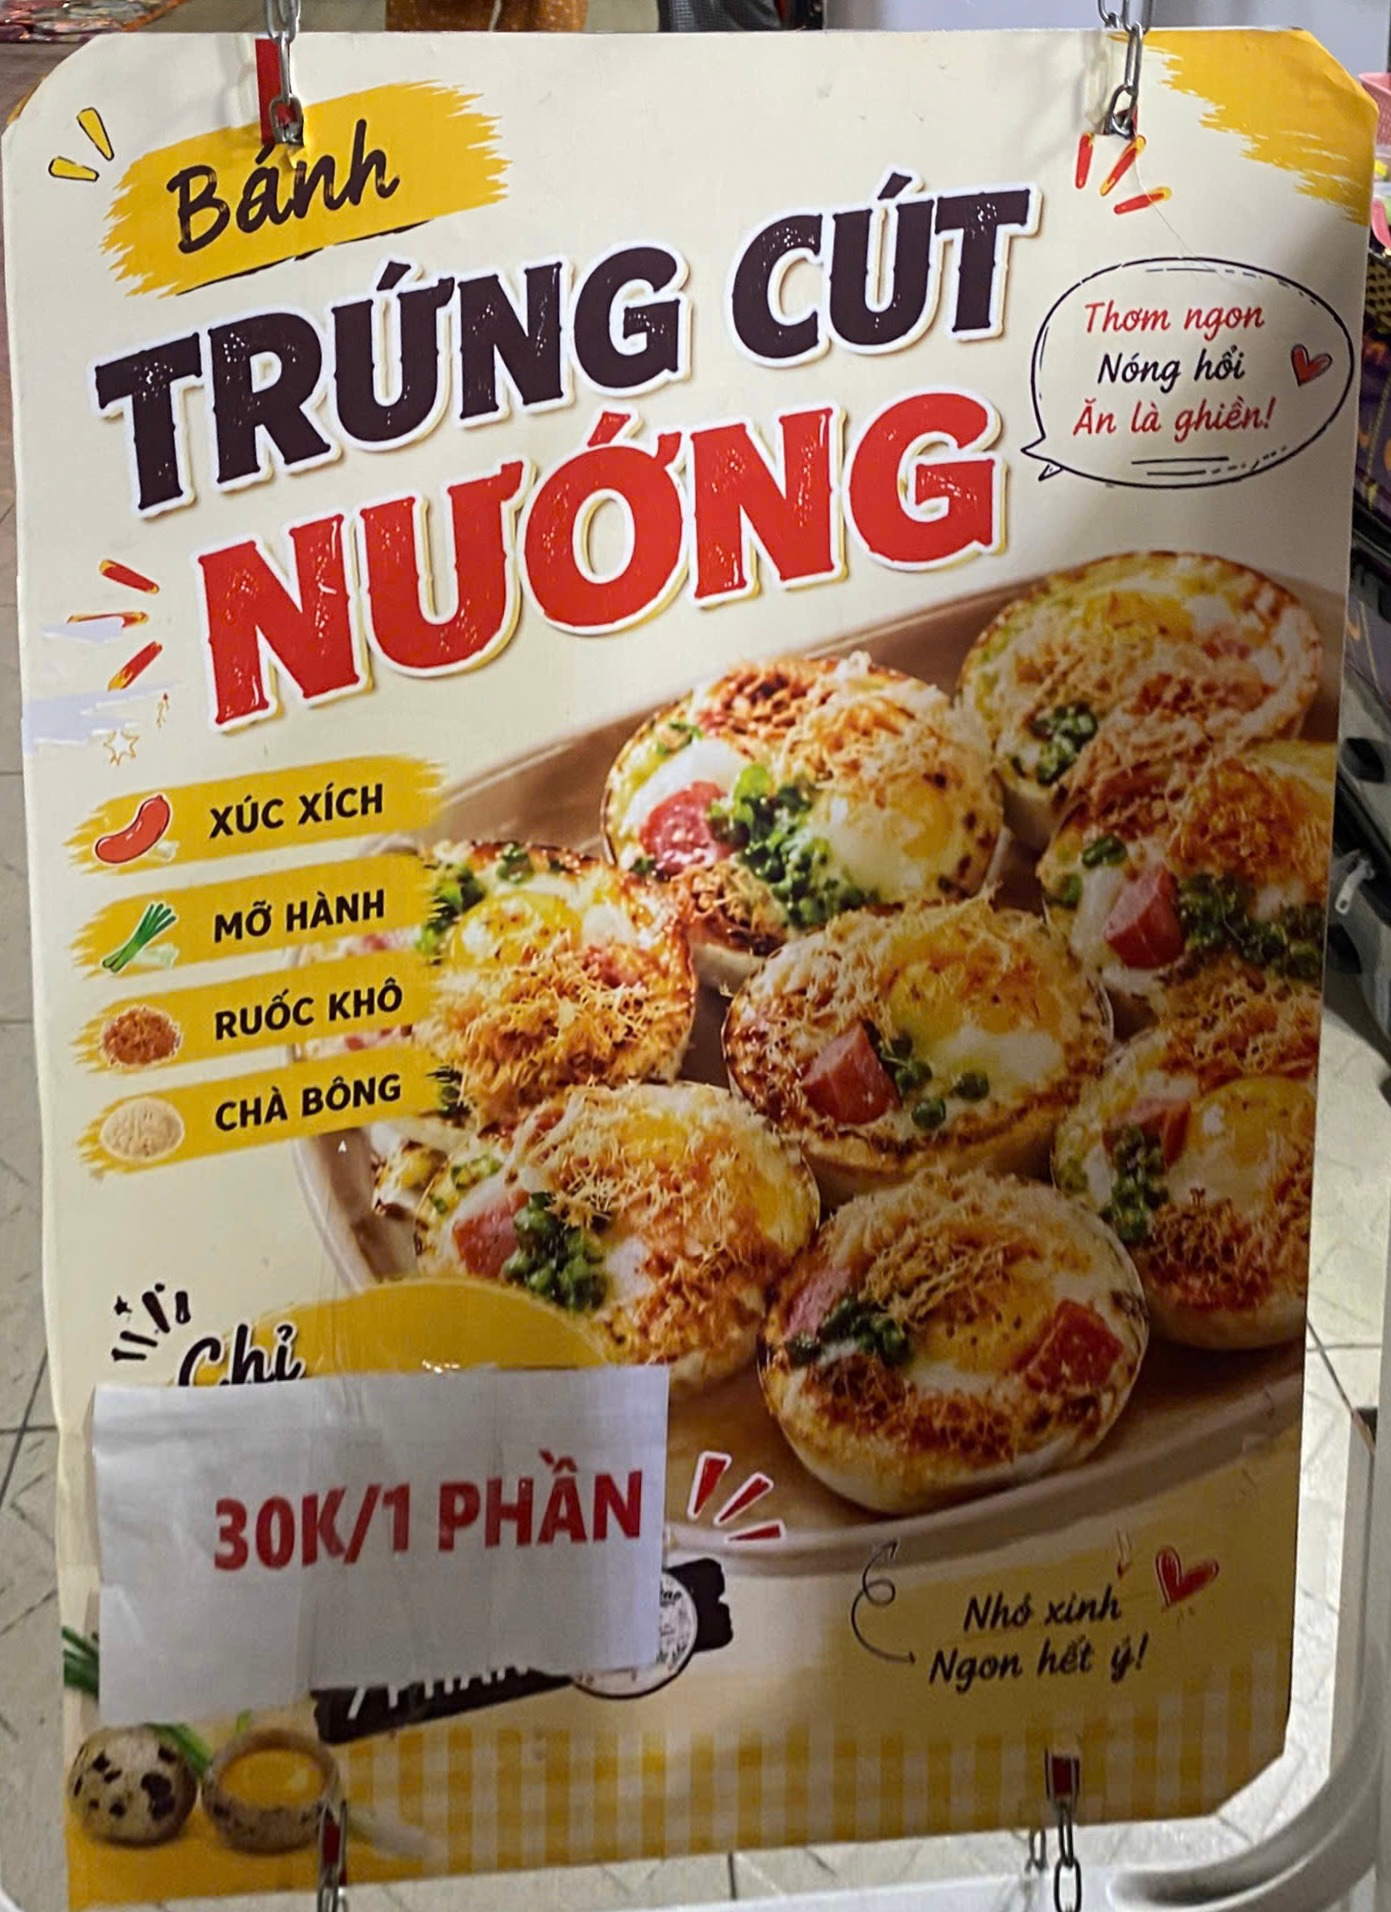 Bánh
TRỨNG CÚT
NƯỚNG
Thơm ngon
Nóng hổi
Ăn là ghiền!
XÚC XÍCH
MỠ HÀNH
RUỐC KHÔ
CHÀ BÔNG
Chỉ
30K/1 PHẦN
Nhỏ xinh
Ngon hết ý!